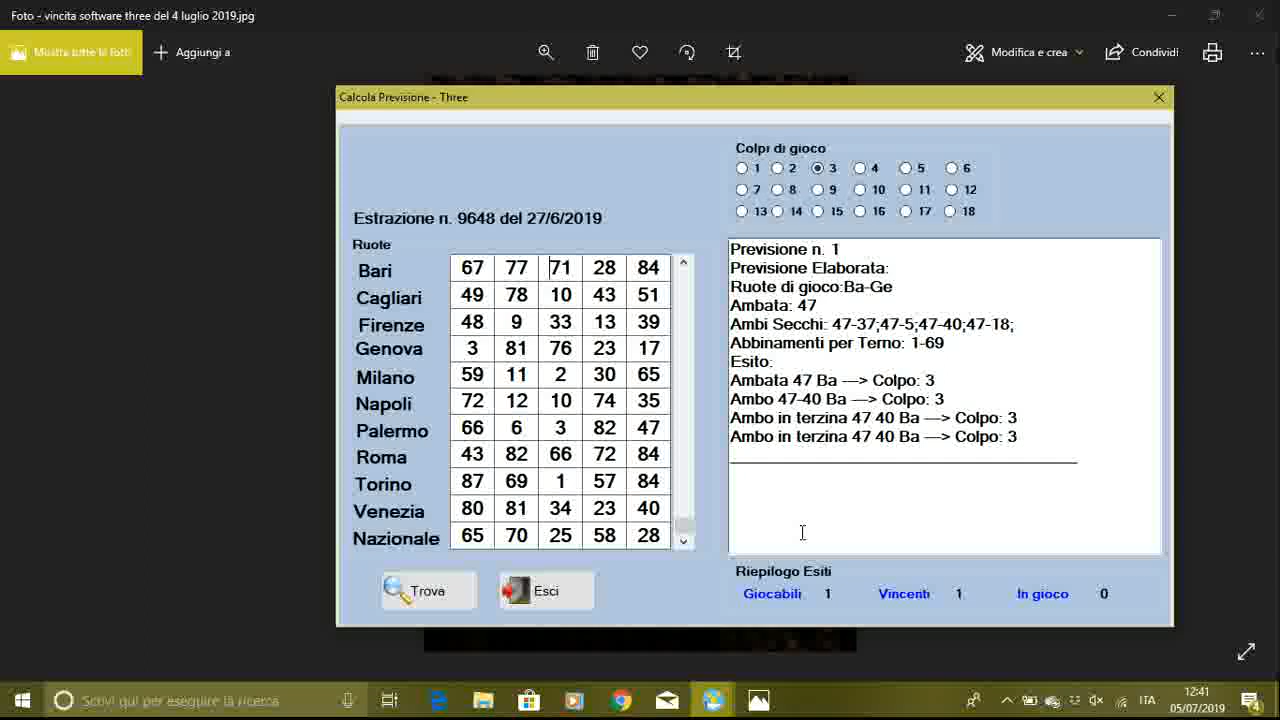 Foto - vincita software three del 4 luglio 2019.jpg
Mostra tutte le foto
Aggiungi a
Modifica e crea
Condividi
Calcola Previsione - Three
Colpi di gioco
1 2 3 4 5 6
7 8 9 10 11 12
13 14 15 16 17 18
Estrazione n. 9648 del 27/6/2019
Ruote
Bari 67 77 71 28 84
Cagliari 49 78 10 43 51
Firenze 48 9 33 13 39
Genova 3 81 76 23 17
Milano 59 11 2 30 65
Napoli 72 12 10 74 35
Palermo 66 6 3 82 47
Roma 43 82 66 72 84
Torino 87 69 1 57 84
Venezia 80 81 34 23 40
Nazionale 65 70 25 58 28
Trova
Esci
Previsione n. 1
Previsione Elaborata:
Ruote di gioco:Ba-Ge
Ambata: 47
Ambi Secchi: 47-37;47-5;47-40;47-18;
Abbinamenti per Terno: 1-69
Esito:
Ambata 47 Ba ---> Colpo: 3
Ambo 47-40 Ba ---> Colpo: 3
Ambo in terzina 47 40 Ba ---> Colpo: 3
Ambo in terzina 47 40 Ba ---> Colpo: 3
Riepilogo Esiti
Giocabili 1 Vincenti 1 In gioco 0
Scrivi qui per eseguire la ricerca
ITA
12:41
05/07/2019
4